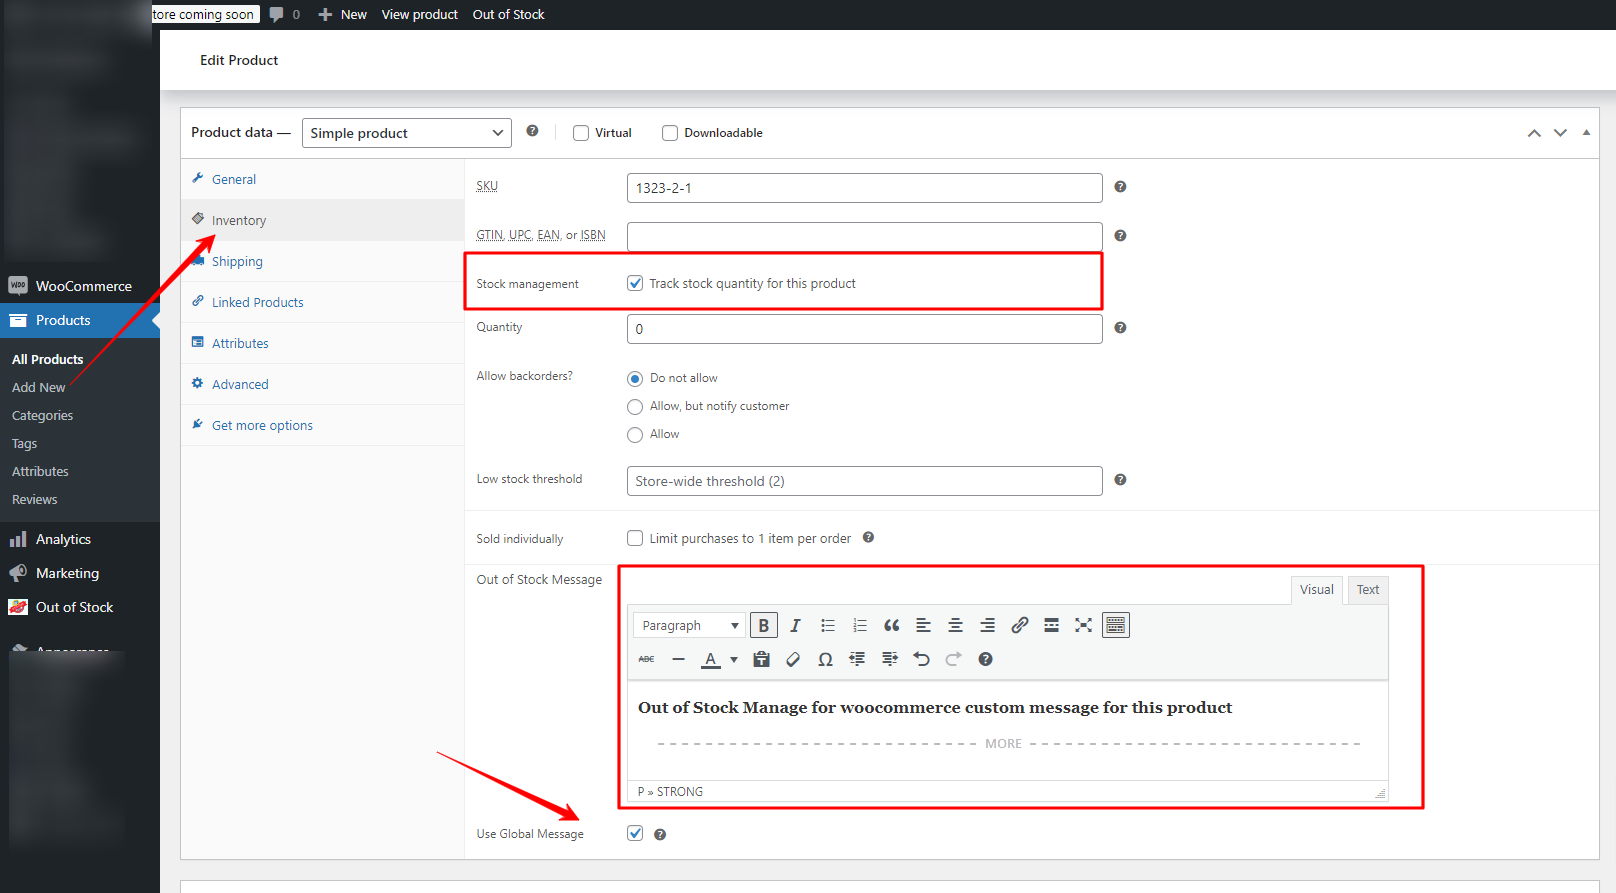 tore coming soon 0 New View product Out of Stock
Edit Product
Product data — Simple product Virtual Downloadable
General
Inventory
Shipping
Linked Products
Attributes
Advanced
Get more options
SKU 1323-2-1
GTIN, UPC, EAN, or ISBN
Stock management Track stock quantity for this product
Quantity 0
Allow backorders? Do not allow
Allow, but notify customer
Allow
Low stock threshold Store-wide threshold (2)
Sold individually Limit purchases to 1 item per order
Out of Stock Message
Visual Text
Paragraph B I
ABC A Ω
Out of Stock Manage for woocommerce custom message for this product
MORE
P » STRONG
Use Global Message
WooCommerce
Products
All Products
Add New
Categories
Tags
Attributes
Reviews
Analytics
Marketing
Out of Stock